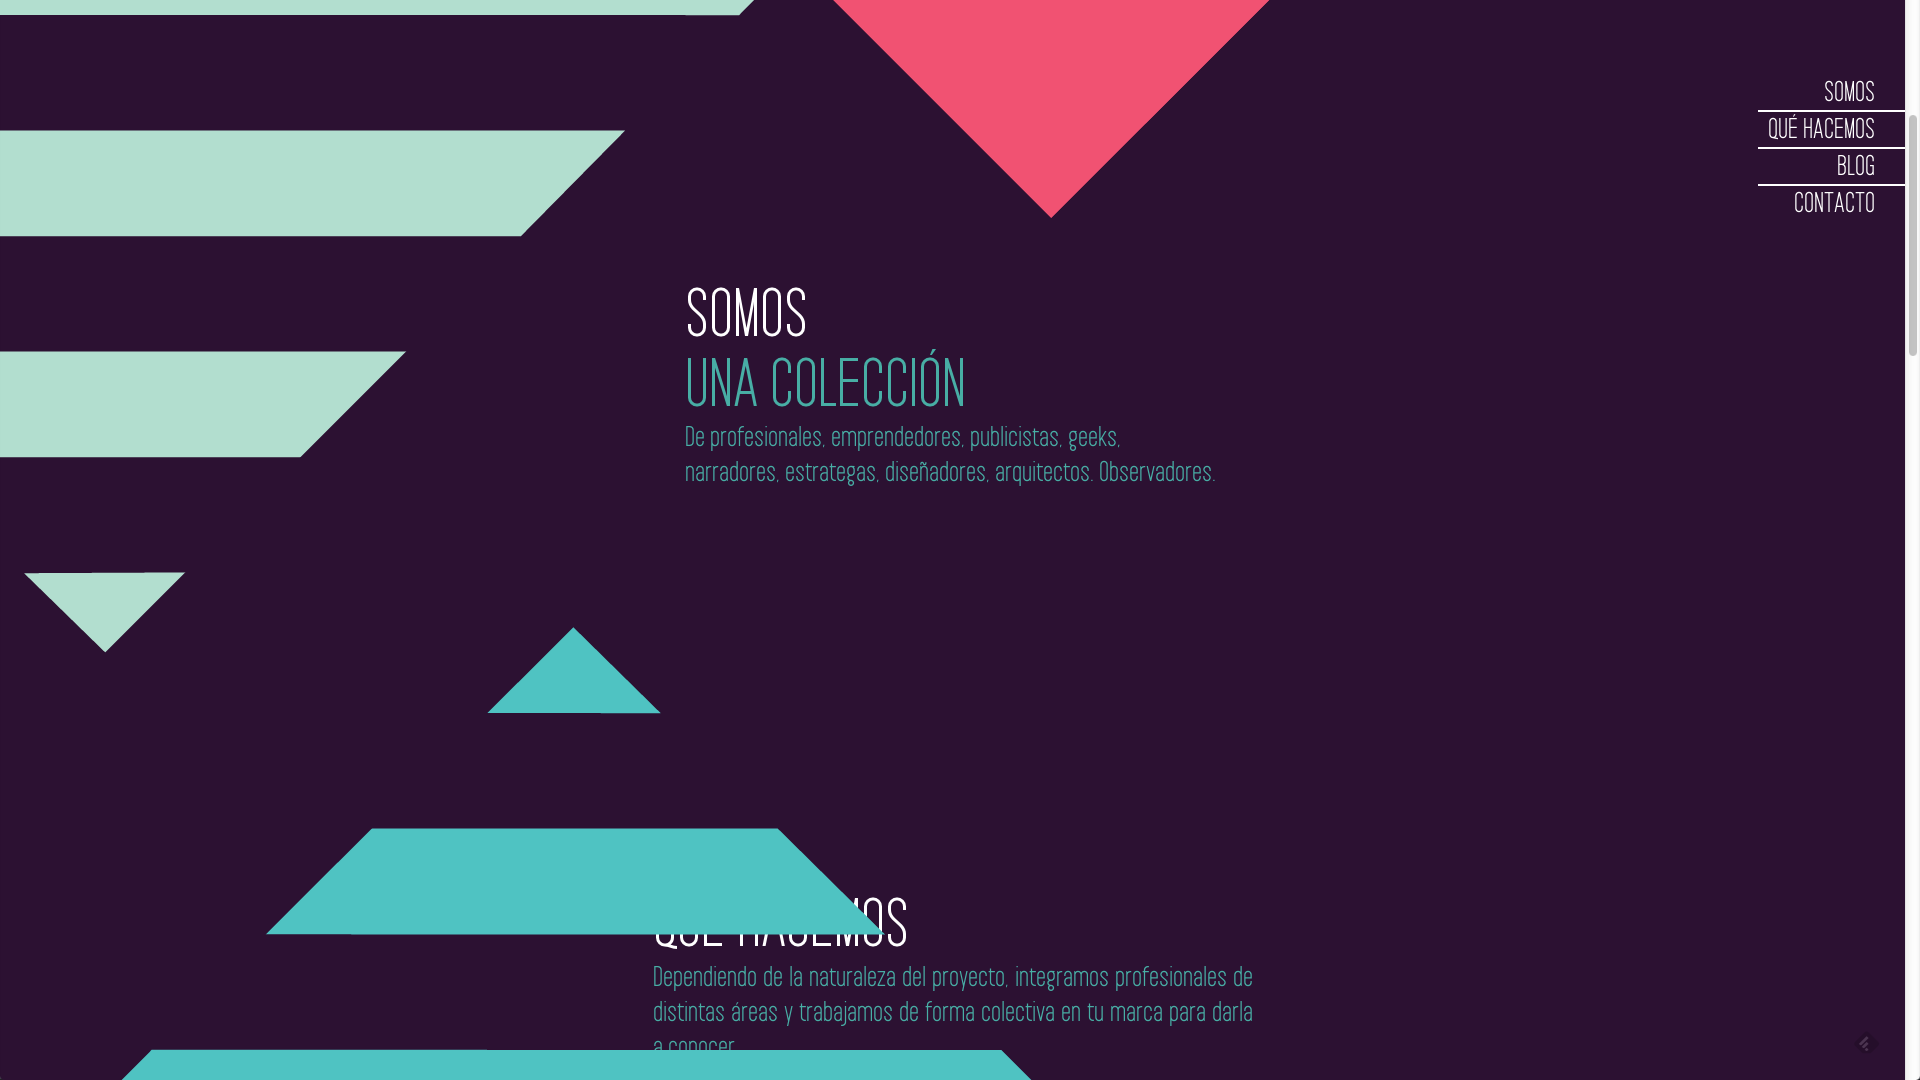 SOMOS
QUÉ HACEMOS
BLOG
CONTACTO
SOMOS
UNA COLECCIÓN
De profesionales, emprendedores, publicistas, geeks,
narradores, estrategas, diseñadores, arquitectos. Observadores.
QUÉ HACEMOS
Dependiendo de la naturaleza del proyecto, integramos profesionales de
distintas áreas y trabajamos de forma colectiva en tu marca para darla
a conocer